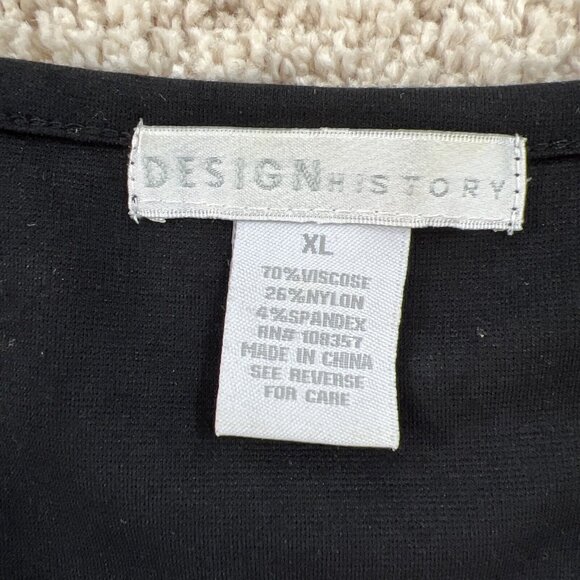 DESIGN HISTORY
XL
70%VISCOSE
26%NYLON
4%SPANDEX
RN# 108357
MADE IN CHINA
SEE REVERSE
FOR CARE